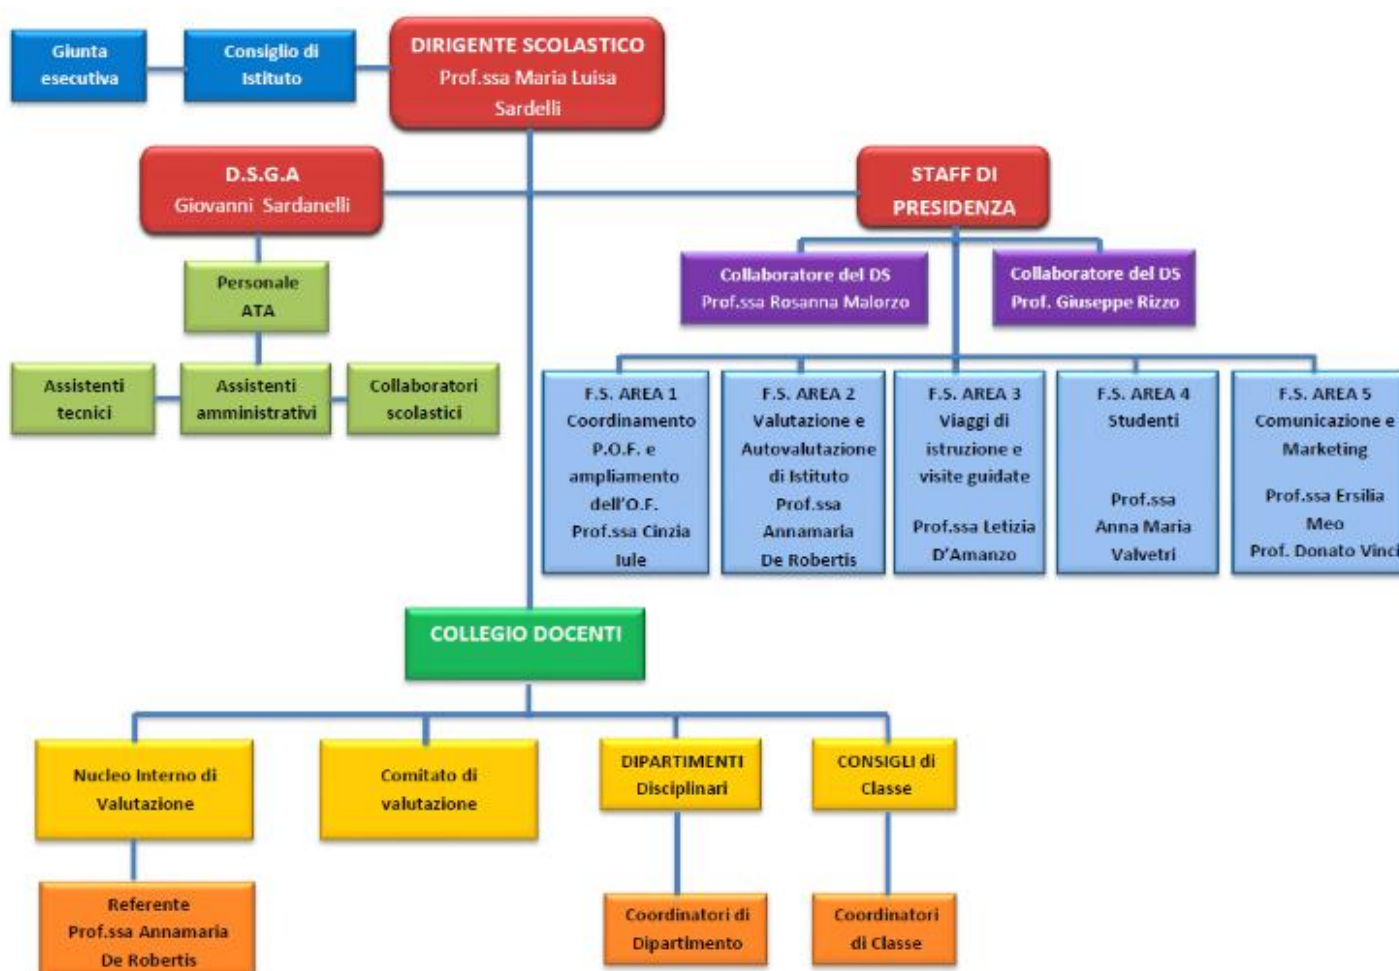 Giunta
esecutiva
Consiglio di
Istituto
DIRIGENTE SCOLASTICO
Prof.ssa Maria Luisa
Sardelli
D.S.G.A
Giovanni Sardanelli
STAFF DI
PRESIDENZA
Personale
ATA
Collaboratore del DS
Prof.ssa Rosanna Malorzo
Collaboratore del DS
Prof. Giuseppe Rizzo
Assistenti
tecnici
Assistenti
amministrativi
Collaboratori
scolastici
F.S. AREA 1
Coordinamento
P.O.F. e
ampliamento
dell'O.F.
Prof.ssa Cinzia
Iule
F.S. AREA 2
Valutazione e
Autovalutazione
di Istituto
Prof.ssa
Annamaria
De Robertis
F.S. AREA 3
Viaggi di
istruzione e
visite guidate
Prof.ssa Letizia
D'Amanzo
F.S. AREA 4
Studenti
Prof.ssa
Anna Maria
Valvetri
F.S. AREA 5
Comunicazione e
Marketing
Prof.ssa Ersilia
Meo
Prof. Donato Vinci
COLLEGIO DOCENTI
Nucleo Interno di
Valutazione
Comitato di
valutazione
DIPARTIMENTI
Disciplinari
CONSIGLI di
Classe
Referente
Prof.ssa Annamaria
De Robertis
Coordinatori di
Dipartimento
Coordinatori
di Classe